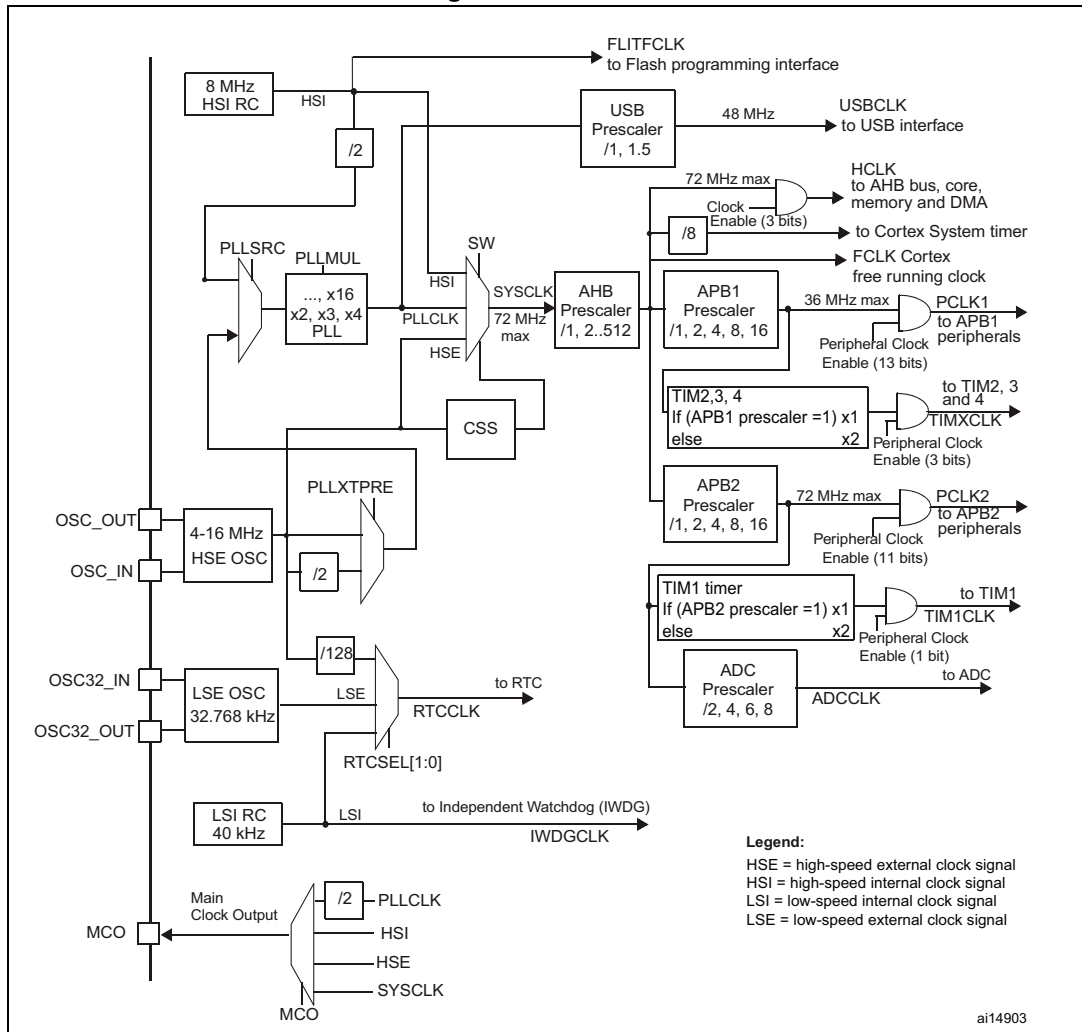 FLITFCLK
to Flash programming interface
8 MHz
HSI RC
HSI
/2
USB
Prescaler
/1, 1.5
48 MHz
USBCLK
to USB interface
72 MHz max
Clock
Enable (3 bits)
HCLK
to AHB bus, core,
memory and DMA
/8
to Cortex System timer
FCLK Cortex
free running clock
PLLSRC
PLLMUL
..., x16
x2, x3, x4
PLL
SW
HSI
PLLCLK
HSE
SYSCLK
72 MHz
max
AHB
Prescaler
/1, 2..512
APB1
Prescaler
/1, 2, 4, 8, 16
36 MHz max
PCLK1
to APB1
peripherals
Peripheral Clock
Enable (13 bits)
TIM2,3, 4
If (APB1 prescaler =1) x1
else x2
to TIM2, 3
and 4
TIMXCLK
Peripheral Clock
Enable (3 bits)
CSS
PLLXTPRE
OSC_OUT
OSC_IN
4-16 MHz
HSE OSC
/2
APB2
Prescaler
/1, 2, 4, 8, 16
72 MHz max
PCLK2
to APB2
peripherals
Peripheral Clock
Enable (11 bits)
TIM1 timer
If (APB2 prescaler =1) x1
else x2
to TIM1
TIM1CLK
Peripheral Clock
Enable (1 bit)
/128
OSC32_IN
OSC32_OUT
LSE OSC
32.768 kHz
LSE
to RTC
RTCCLK
RTCSEL[1:0]
ADC
Prescaler
/2, 4, 6, 8
to ADC
ADCCLK
LSI RC
40 kHz
LSI
to Independent Watchdog (IWDG)
IWDGCLK
Legend:
HSE = high-speed external clock signal
HSI = high-speed internal clock signal
LSI = low-speed internal clock signal
LSE = low-speed external clock signal
Main
Clock Output
MCO
/2
PLLCLK
HSI
HSE
SYSCLK
MCO
ai14903